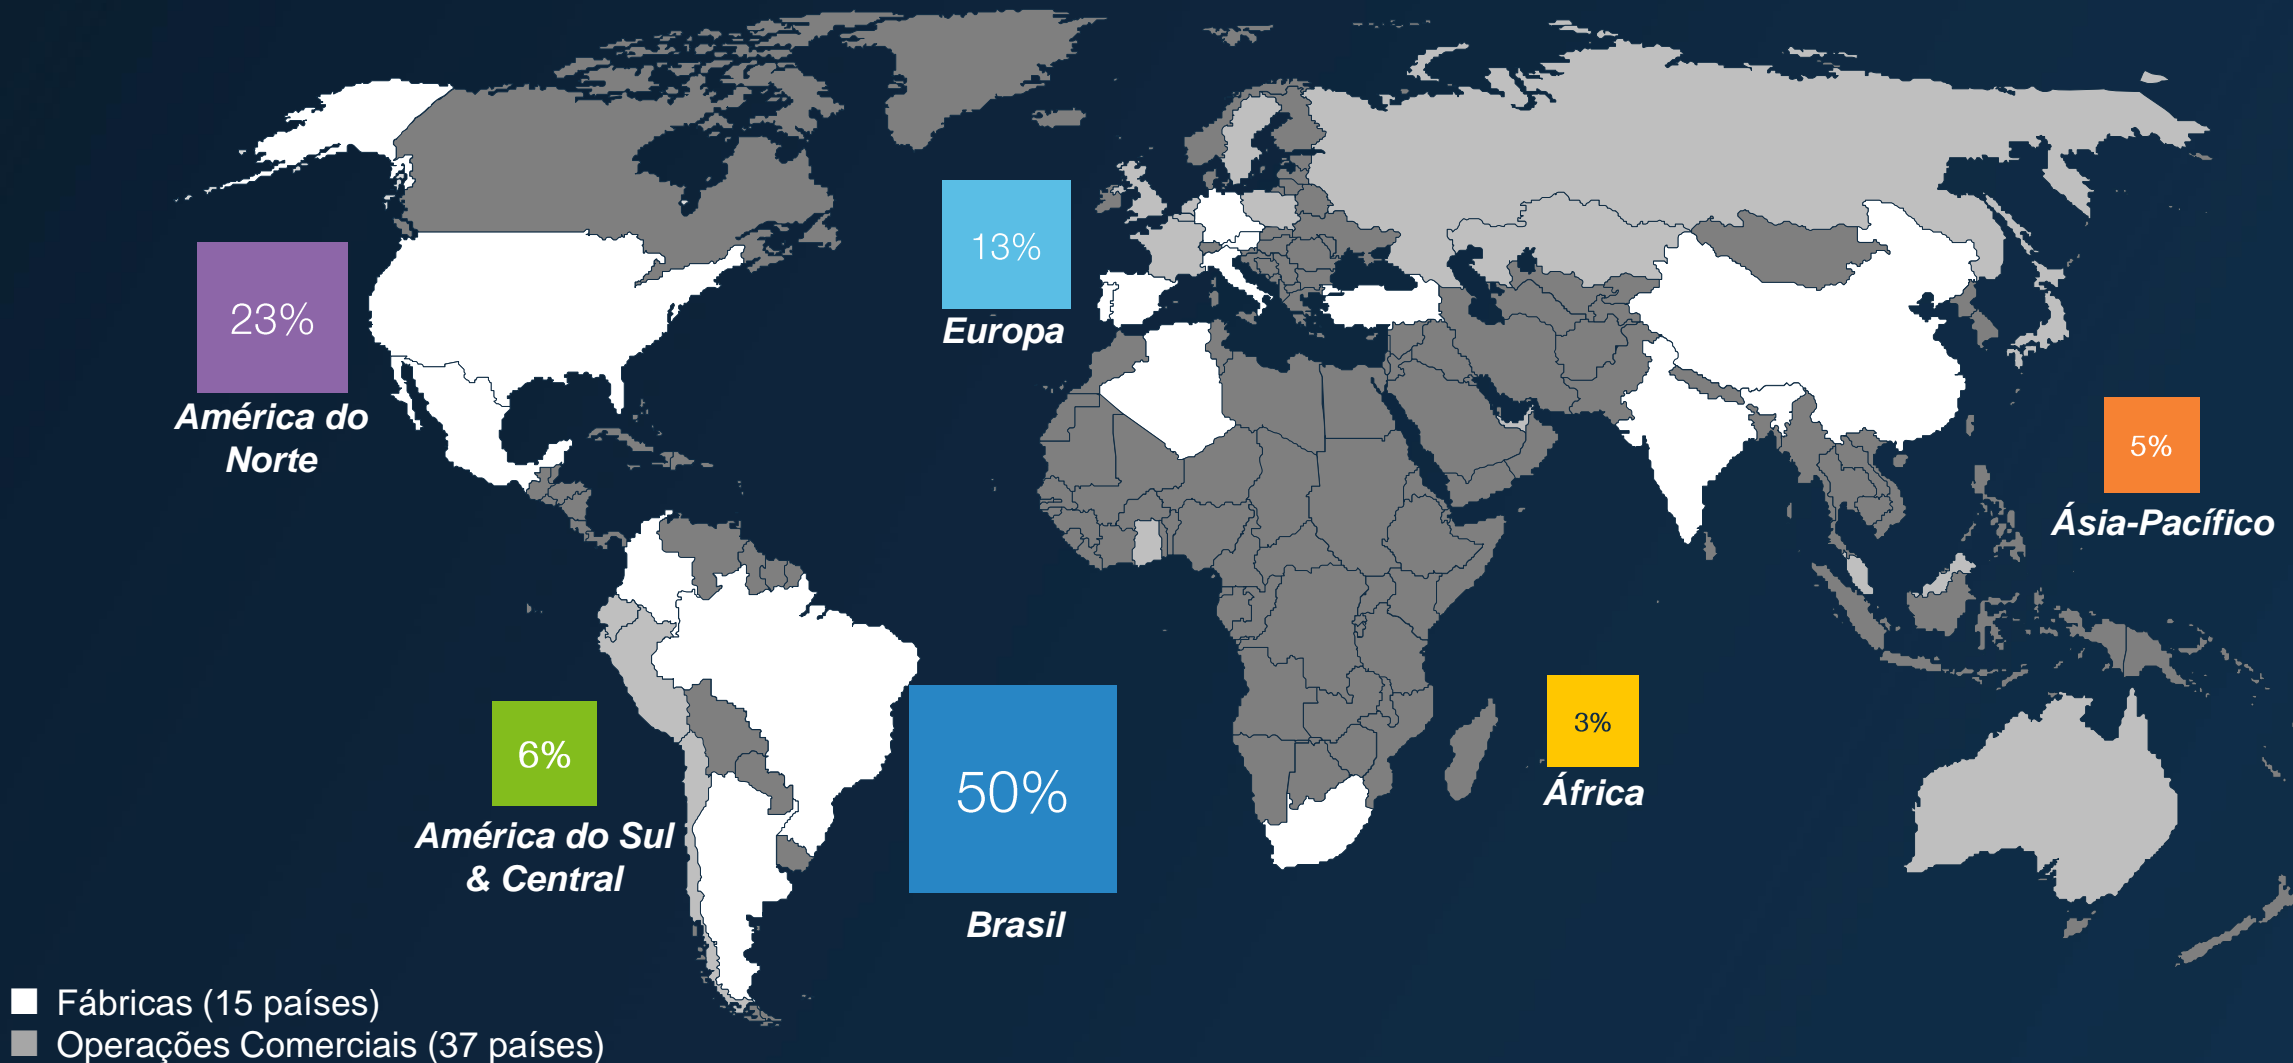 13%
Europa
23%
América do
Norte
5%
Ásia-Pacífico
6%
América do Sul
& Central
50%
Brasil
3%
África
Fábricas (15 países)
Operações Comerciais (37 países)